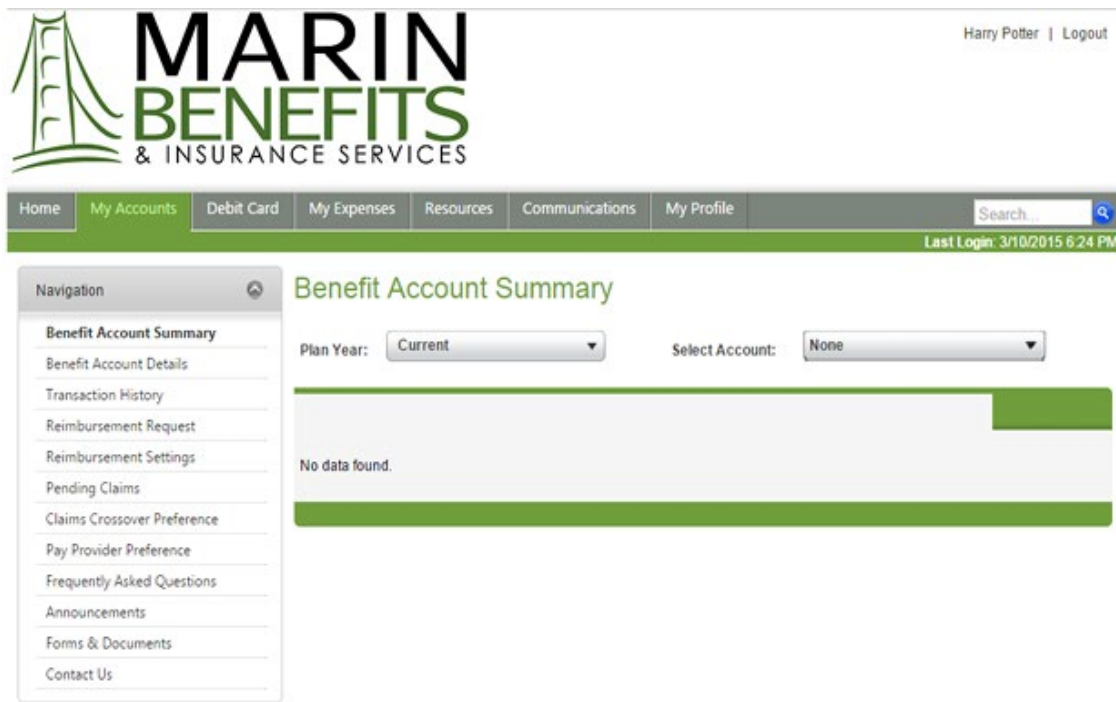 MARIN
BENEFITS
& INSURANCE SERVICES
Harry Potter | Logout
Home My Accounts Debit Card My Expenses Resources Communications My Profile Search...
Last Login: 3/10/2015 6:24 PM
Navigation
Benefit Account Summary
Benefit Account Details
Transaction History
Reimbursement Request
Reimbursement Settings
Pending Claims
Claims Crossover Preference
Pay Provider Preference
Frequently Asked Questions
Announcements
Forms & Documents
Contact Us
Benefit Account Summary
Plan Year: Current Select Account: None
No data found.